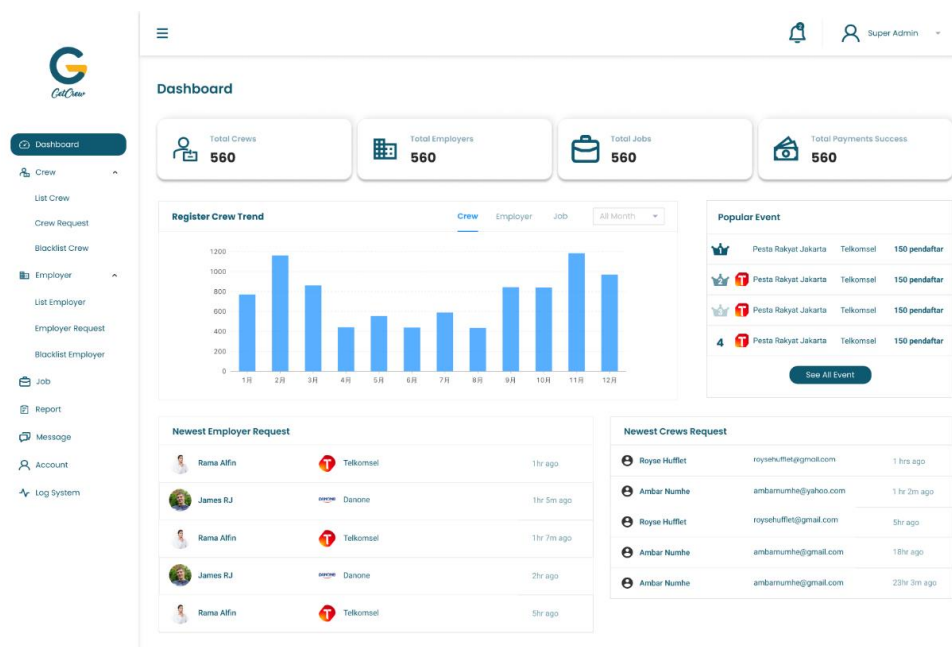 2
Super Admin
GetCrew
Dashboard
Total Crews
560
Total Employers
560
Total Jobs
560
Total Payments Success
560
Dashboard
Crew
List Crew
Crew Request
Blacklist Crew
Employer
List Employer
Employer Request
Blacklist Employer
Job
Report
Message
Account
Log System
Register Crew Trend
Crew Employer Job All Month
1200
1000
800
600
400
200
0
1月 2月 3月 4月 5月 6月 7月 8月 9月 10月 11月 12月
Popular Event
1 Pesta Rakyat Jakarta Telkomsel 150 pendaftar
2 Pesta Rakyat Jakarta Telkomsel 150 pendaftar
3 Pesta Rakyat Jakarta Telkomsel 150 pendaftar
4 Pesta Rakyat Jakarta Telkomsel 150 pendaftar
See All Event
Newest Employer Request
Rama Alfin Telkomsel 1hr ago
James RJ DANONE Danone 1hr 5m ago
Rama Alfin Telkomsel 1hr 7m ago
James RJ DANONE Danone 2hr ago
Rama Alfin Telkomsel 5hr ago
Newest Crews Request
Royse Hufflet roysehufflet@gmail.com 1 hrs ago
Ambar Numhe ambarnumhe@yahoo.com 1 hr 2m ago
Royse Hufflet roysehufflet@gmail.com 5hr ago
Ambar Numhe ambarnumhe@gmail.com 18hr ago
Ambar Numhe ambarnumhe@gmail.com 23hr 3m ago